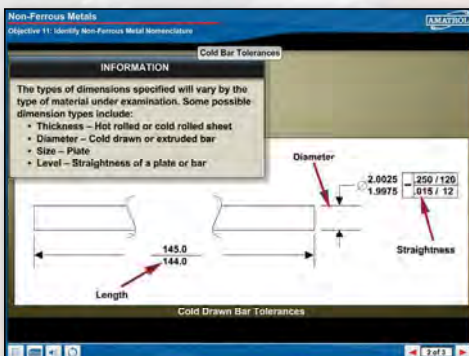 Non-Ferrous Metals
AMATROL
Objective 11: Identify Non-Ferrous Metal Nomenclature
Cold Bar Tolerances
INFORMATION
The types of dimensions specified will vary by the
type of material under examination. Some possible
dimension types include:
• Thickness – Hot rolled or cold rolled sheet
• Diameter – Cold drawn or extruded bar
• Size – Plate
• Level – Straightness of a plate or bar
Diameter
∅ 2.0025
1.9975
– .250 / 120
.015 / 12
Straightness
145.0
144.0
Length
Cold Drawn Bar Tolerances
2 of 3